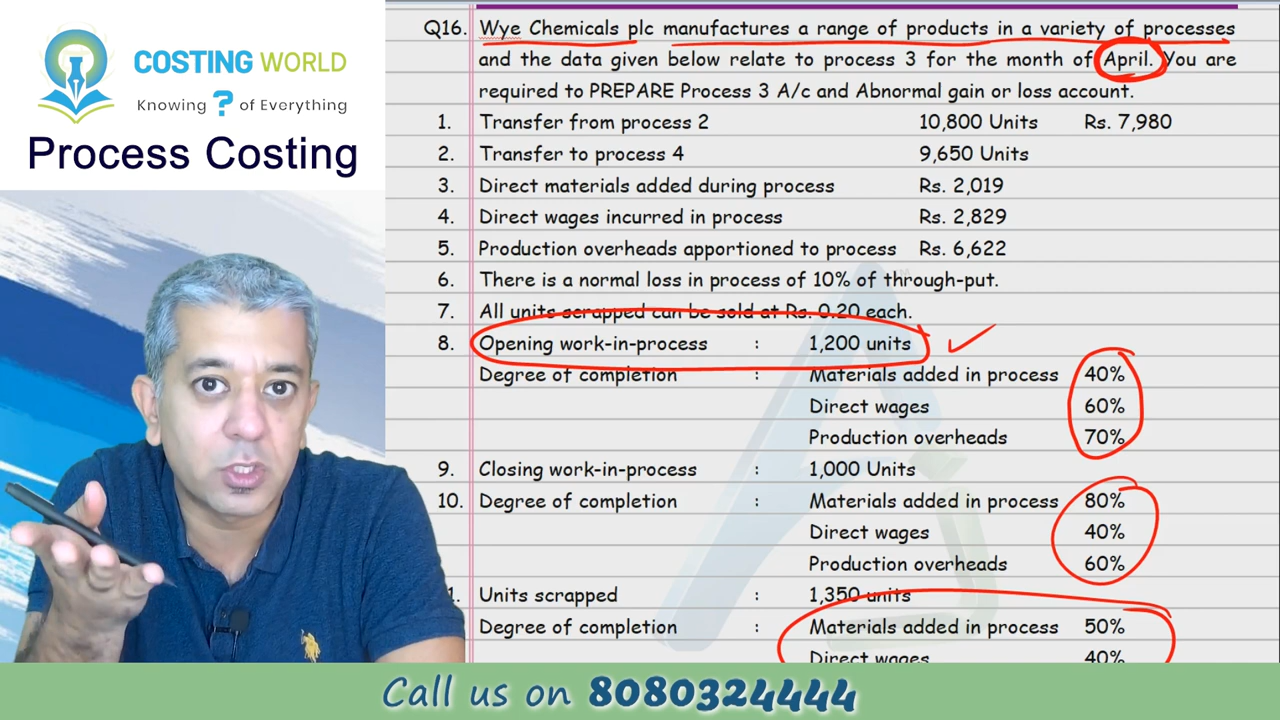 COSTING WORLD
Knowing ? of Everything
Process Costing
Q16. Wye Chemicals plc manufactures a range of products in a variety of processes
and the data given below relate to process 3 for the month of April. You are
required to PREPARE Process 3 A/c and Abnormal gain or loss account.
1. Transfer from process 2 10,800 Units Rs. 7,980
2. Transfer to process 4 9,650 Units
3. Direct materials added during process Rs. 2,019
4. Direct wages incurred in process Rs. 2,829
5. Production overheads apportioned to process Rs. 6,622
6. There is a normal loss in process of 10% of through-put.
7. All units scrapped can be sold at Rs. 0.20 each.
8. Opening work-in-process : 1,200 units
Degree of completion : Materials added in process 40%
Direct wages 60%
Production overheads 70%
9. Closing work-in-process : 1,000 Units
10. Degree of completion : Materials added in process 80%
Direct wages 40%
Production overheads 60%
1. Units scrapped : 1,350 units
Degree of completion : Materials added in process 50%
Direct wages 40%
Call us on 8080324444